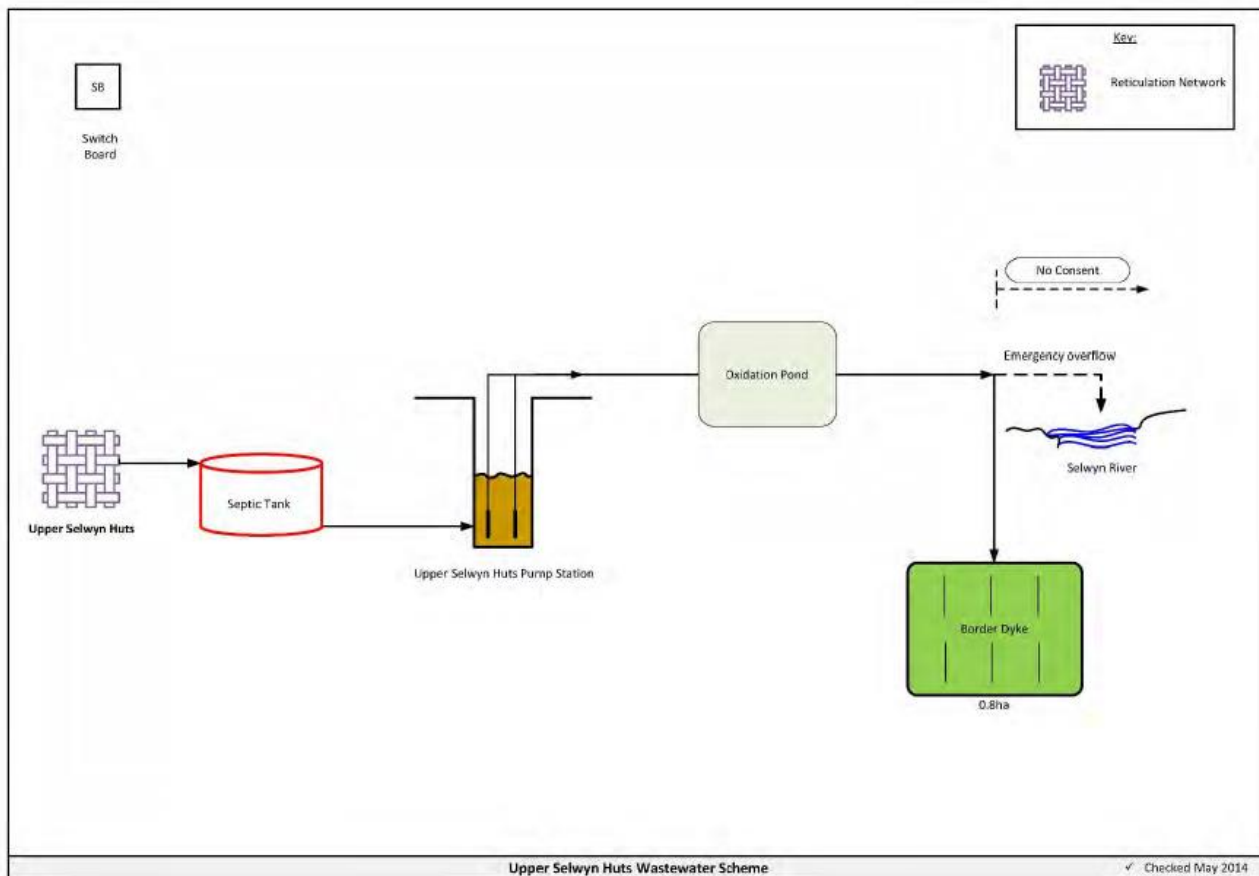 Key:
Reticulation Network
SB
Switch
Board
No Consent
Emergency overflow
Oxidation Pond
Selwyn River
Septic Tank
Upper Selwyn Huts
Upper Selwyn Huts Pump Station
Border Dyke
0.8ha
Upper Selwyn Huts Wastewater Scheme
✓ Checked May 2014